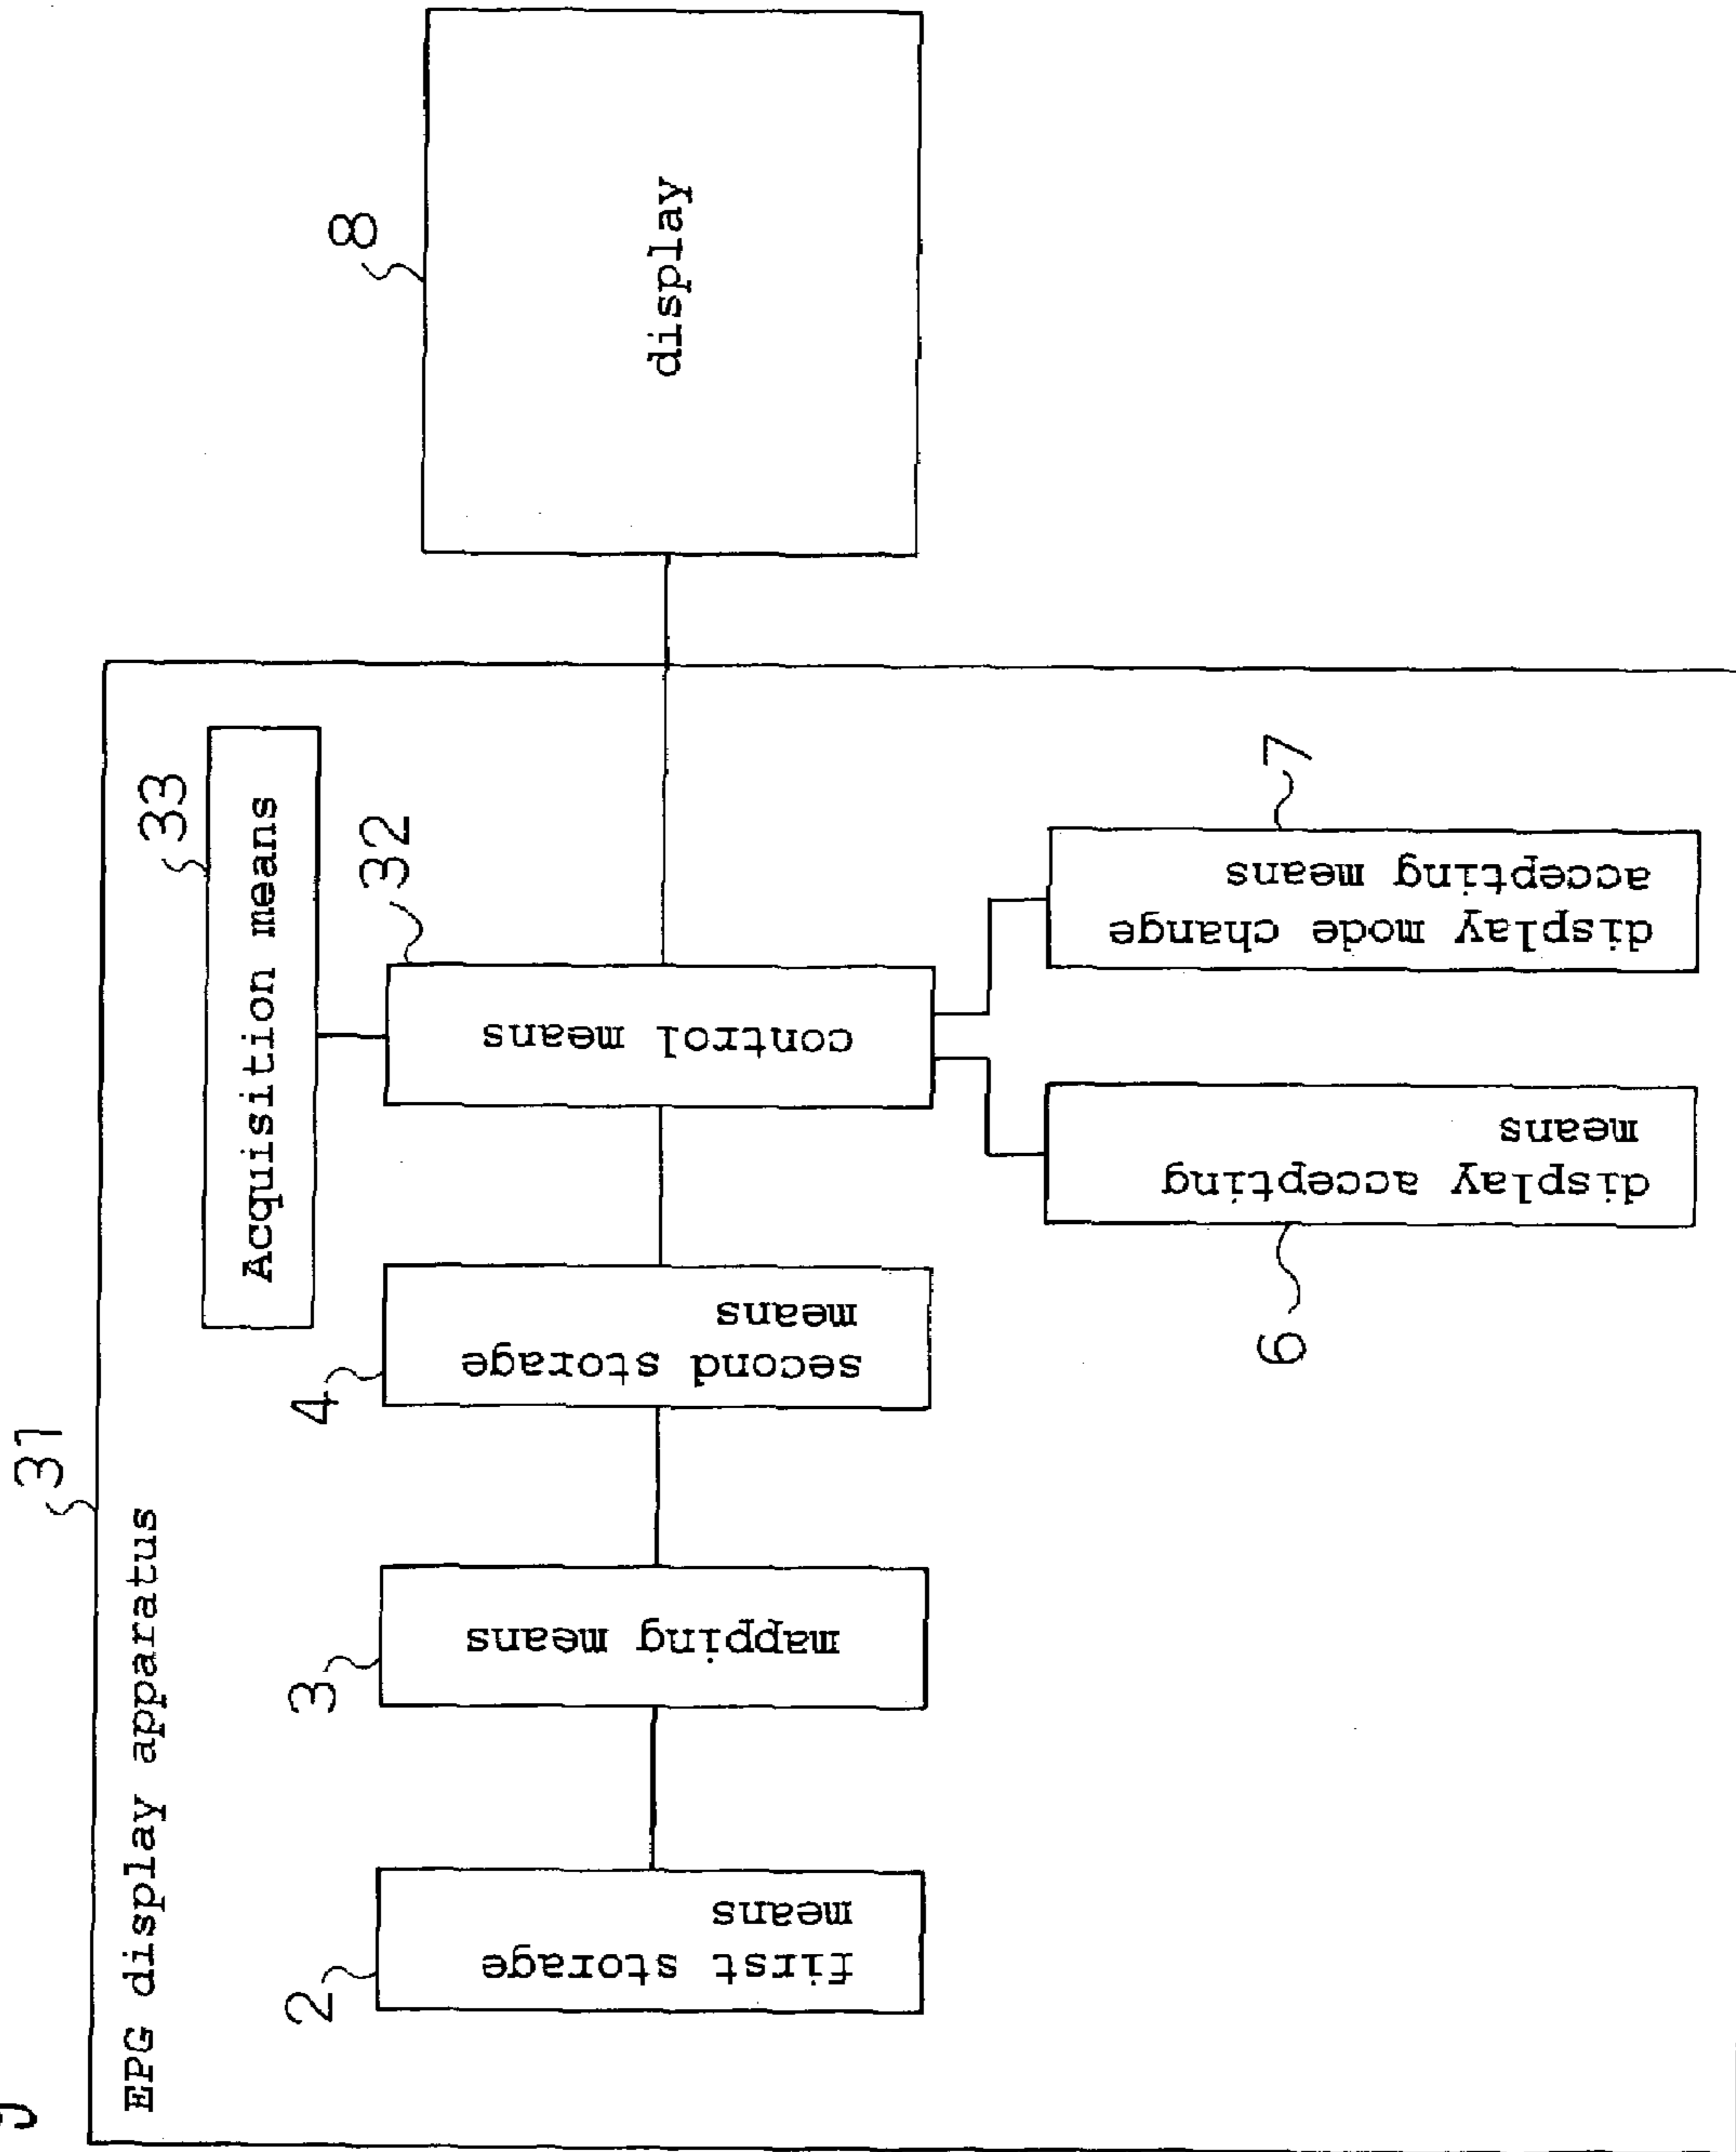 31
EPG display apparatus
33
Acquisition means
32
8
display
2
first storage
means
3
mapping means
4
second storage
means
control means
6
display accepting
means
7
display mode change
accepting means